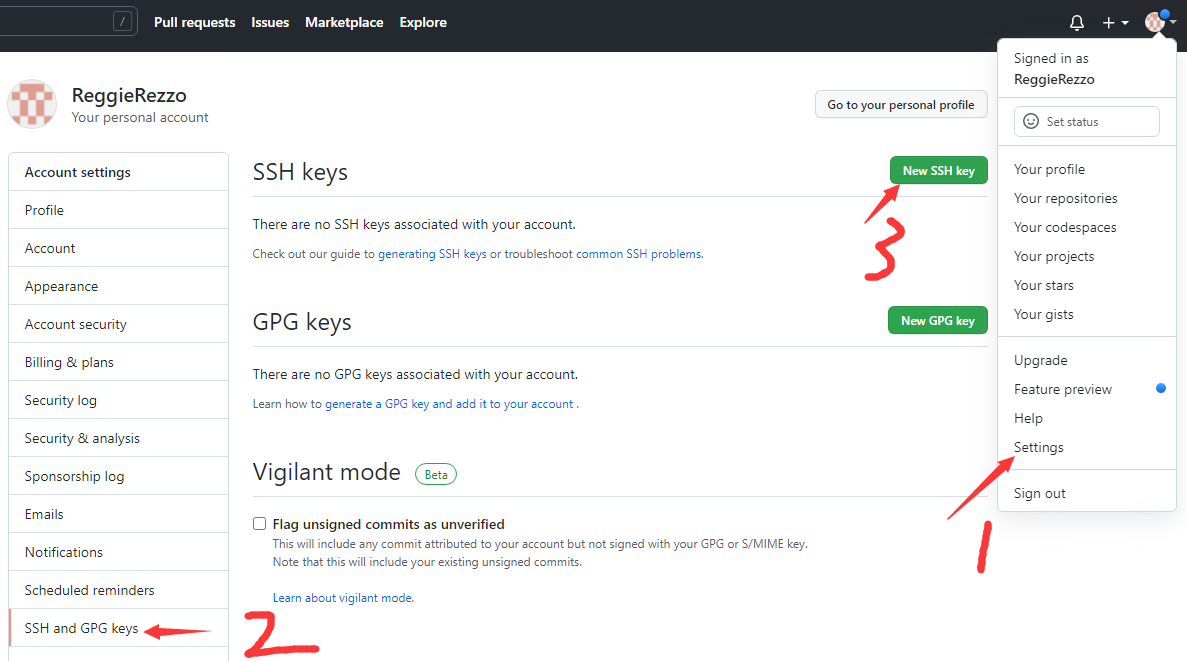 /
Pull requests Issues Marketplace Explore
ReggieRezzo
Your personal account
Go to your personal profile
Account settings
Profile
Account
Appearance
Account security
Billing & plans
Security log
Security & analysis
Sponsorship log
Emails
Notifications
Scheduled reminders
SSH and GPG keys
2
SSH keys
New SSH key
3
There are no SSH keys associated with your account.
Check out our guide to generating SSH keys or troubleshoot common SSH problems.
GPG keys
New GPG key
There are no GPG keys associated with your account.
Learn how to generate a GPG key and add it to your account .
Vigilant mode Beta
Flag unsigned commits as unverified
This will include any commit attributed to your account but not signed with your GPG or S/MIME key.
Note that this will include your existing unsigned commits.
Learn about vigilant mode.
Signed in as
ReggieRezzo
Set status
Your profile
Your repositories
Your codespaces
Your projects
Your stars
Your gists
Upgrade
Feature preview
Help
Settings
1
Sign out